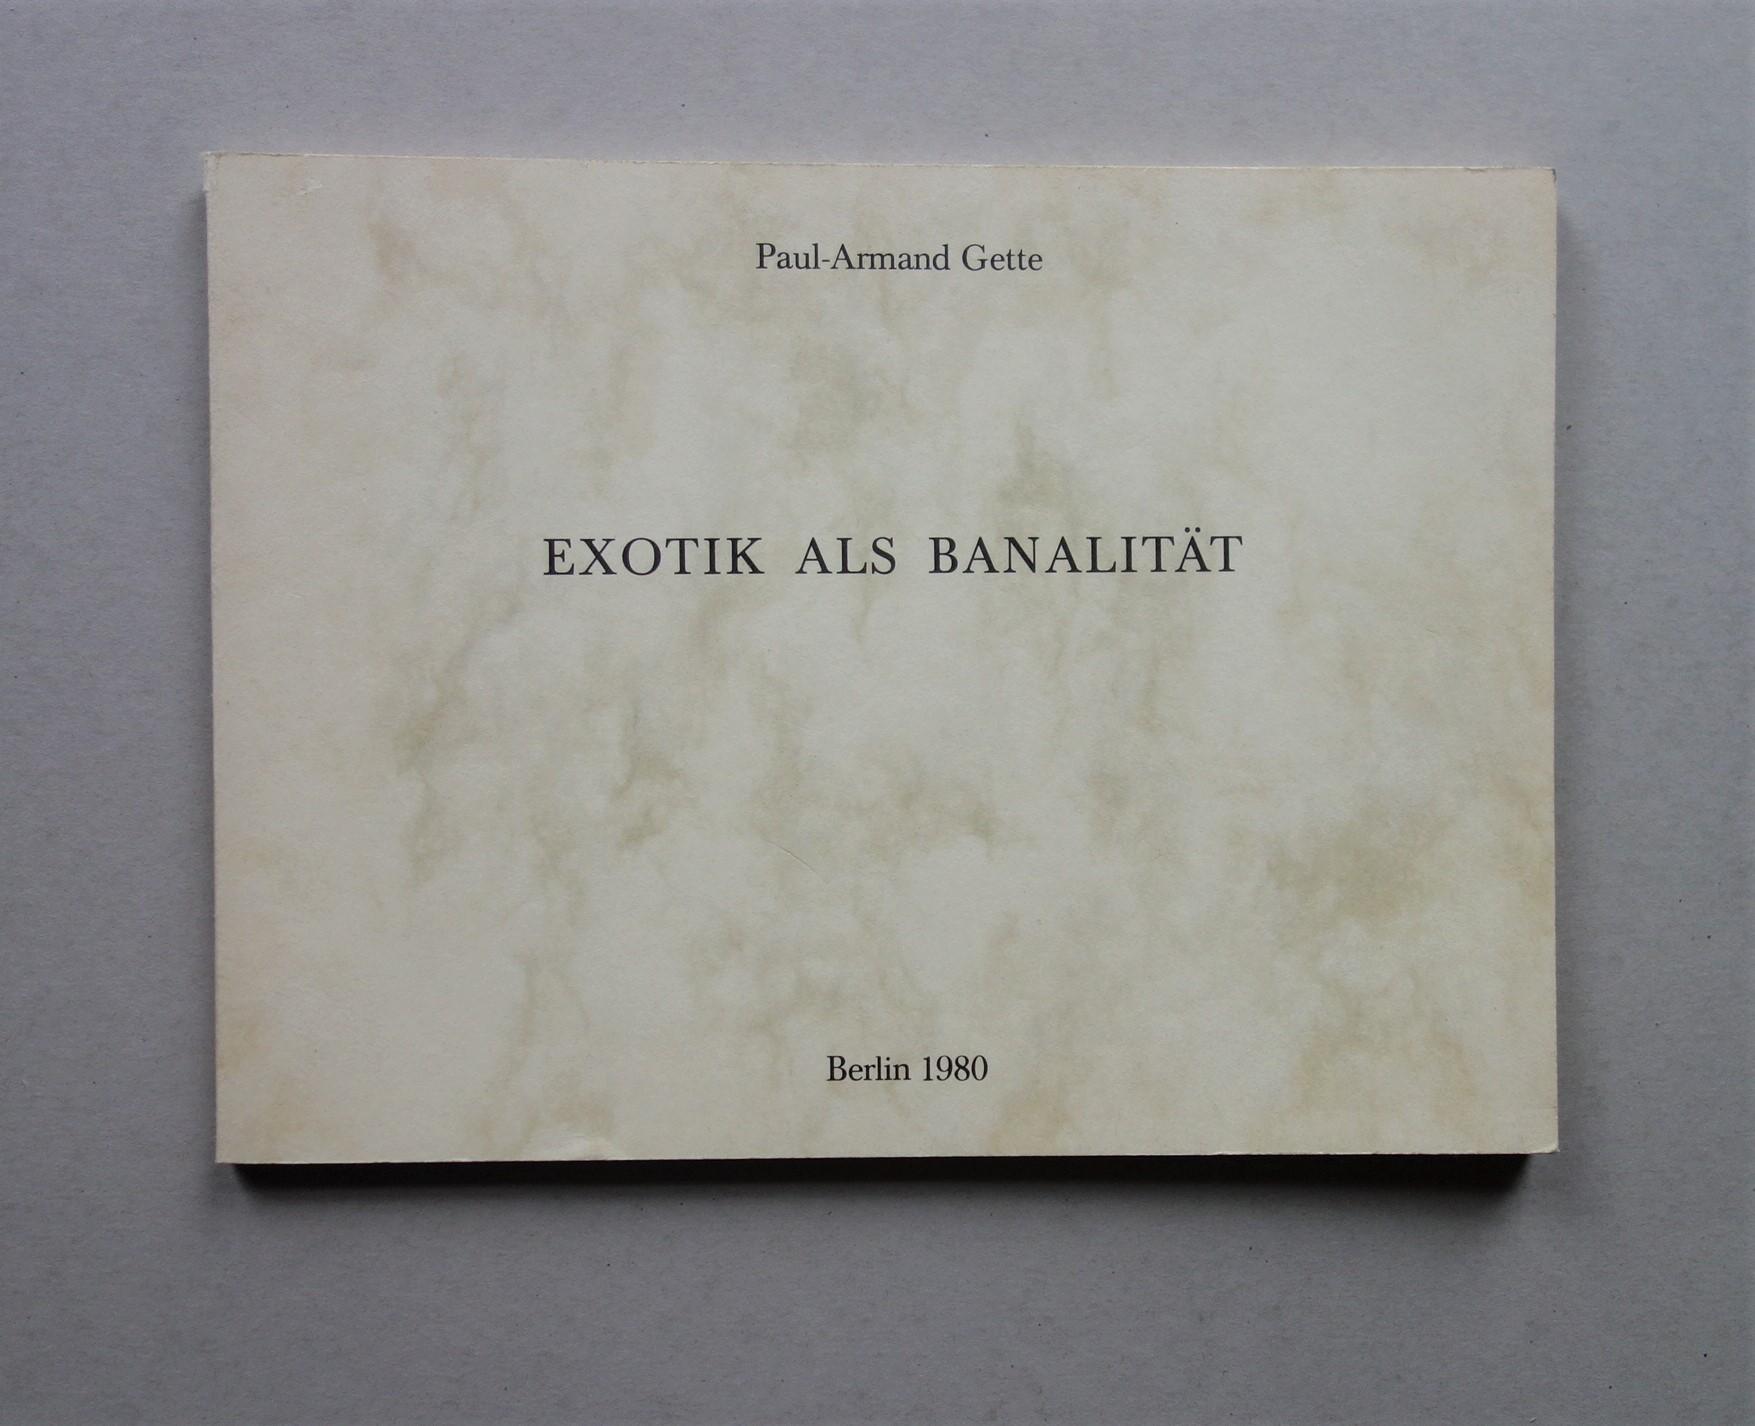 Paul-Armand Gette
EXOTIK ALS BANALITÄT
Berlin 1980